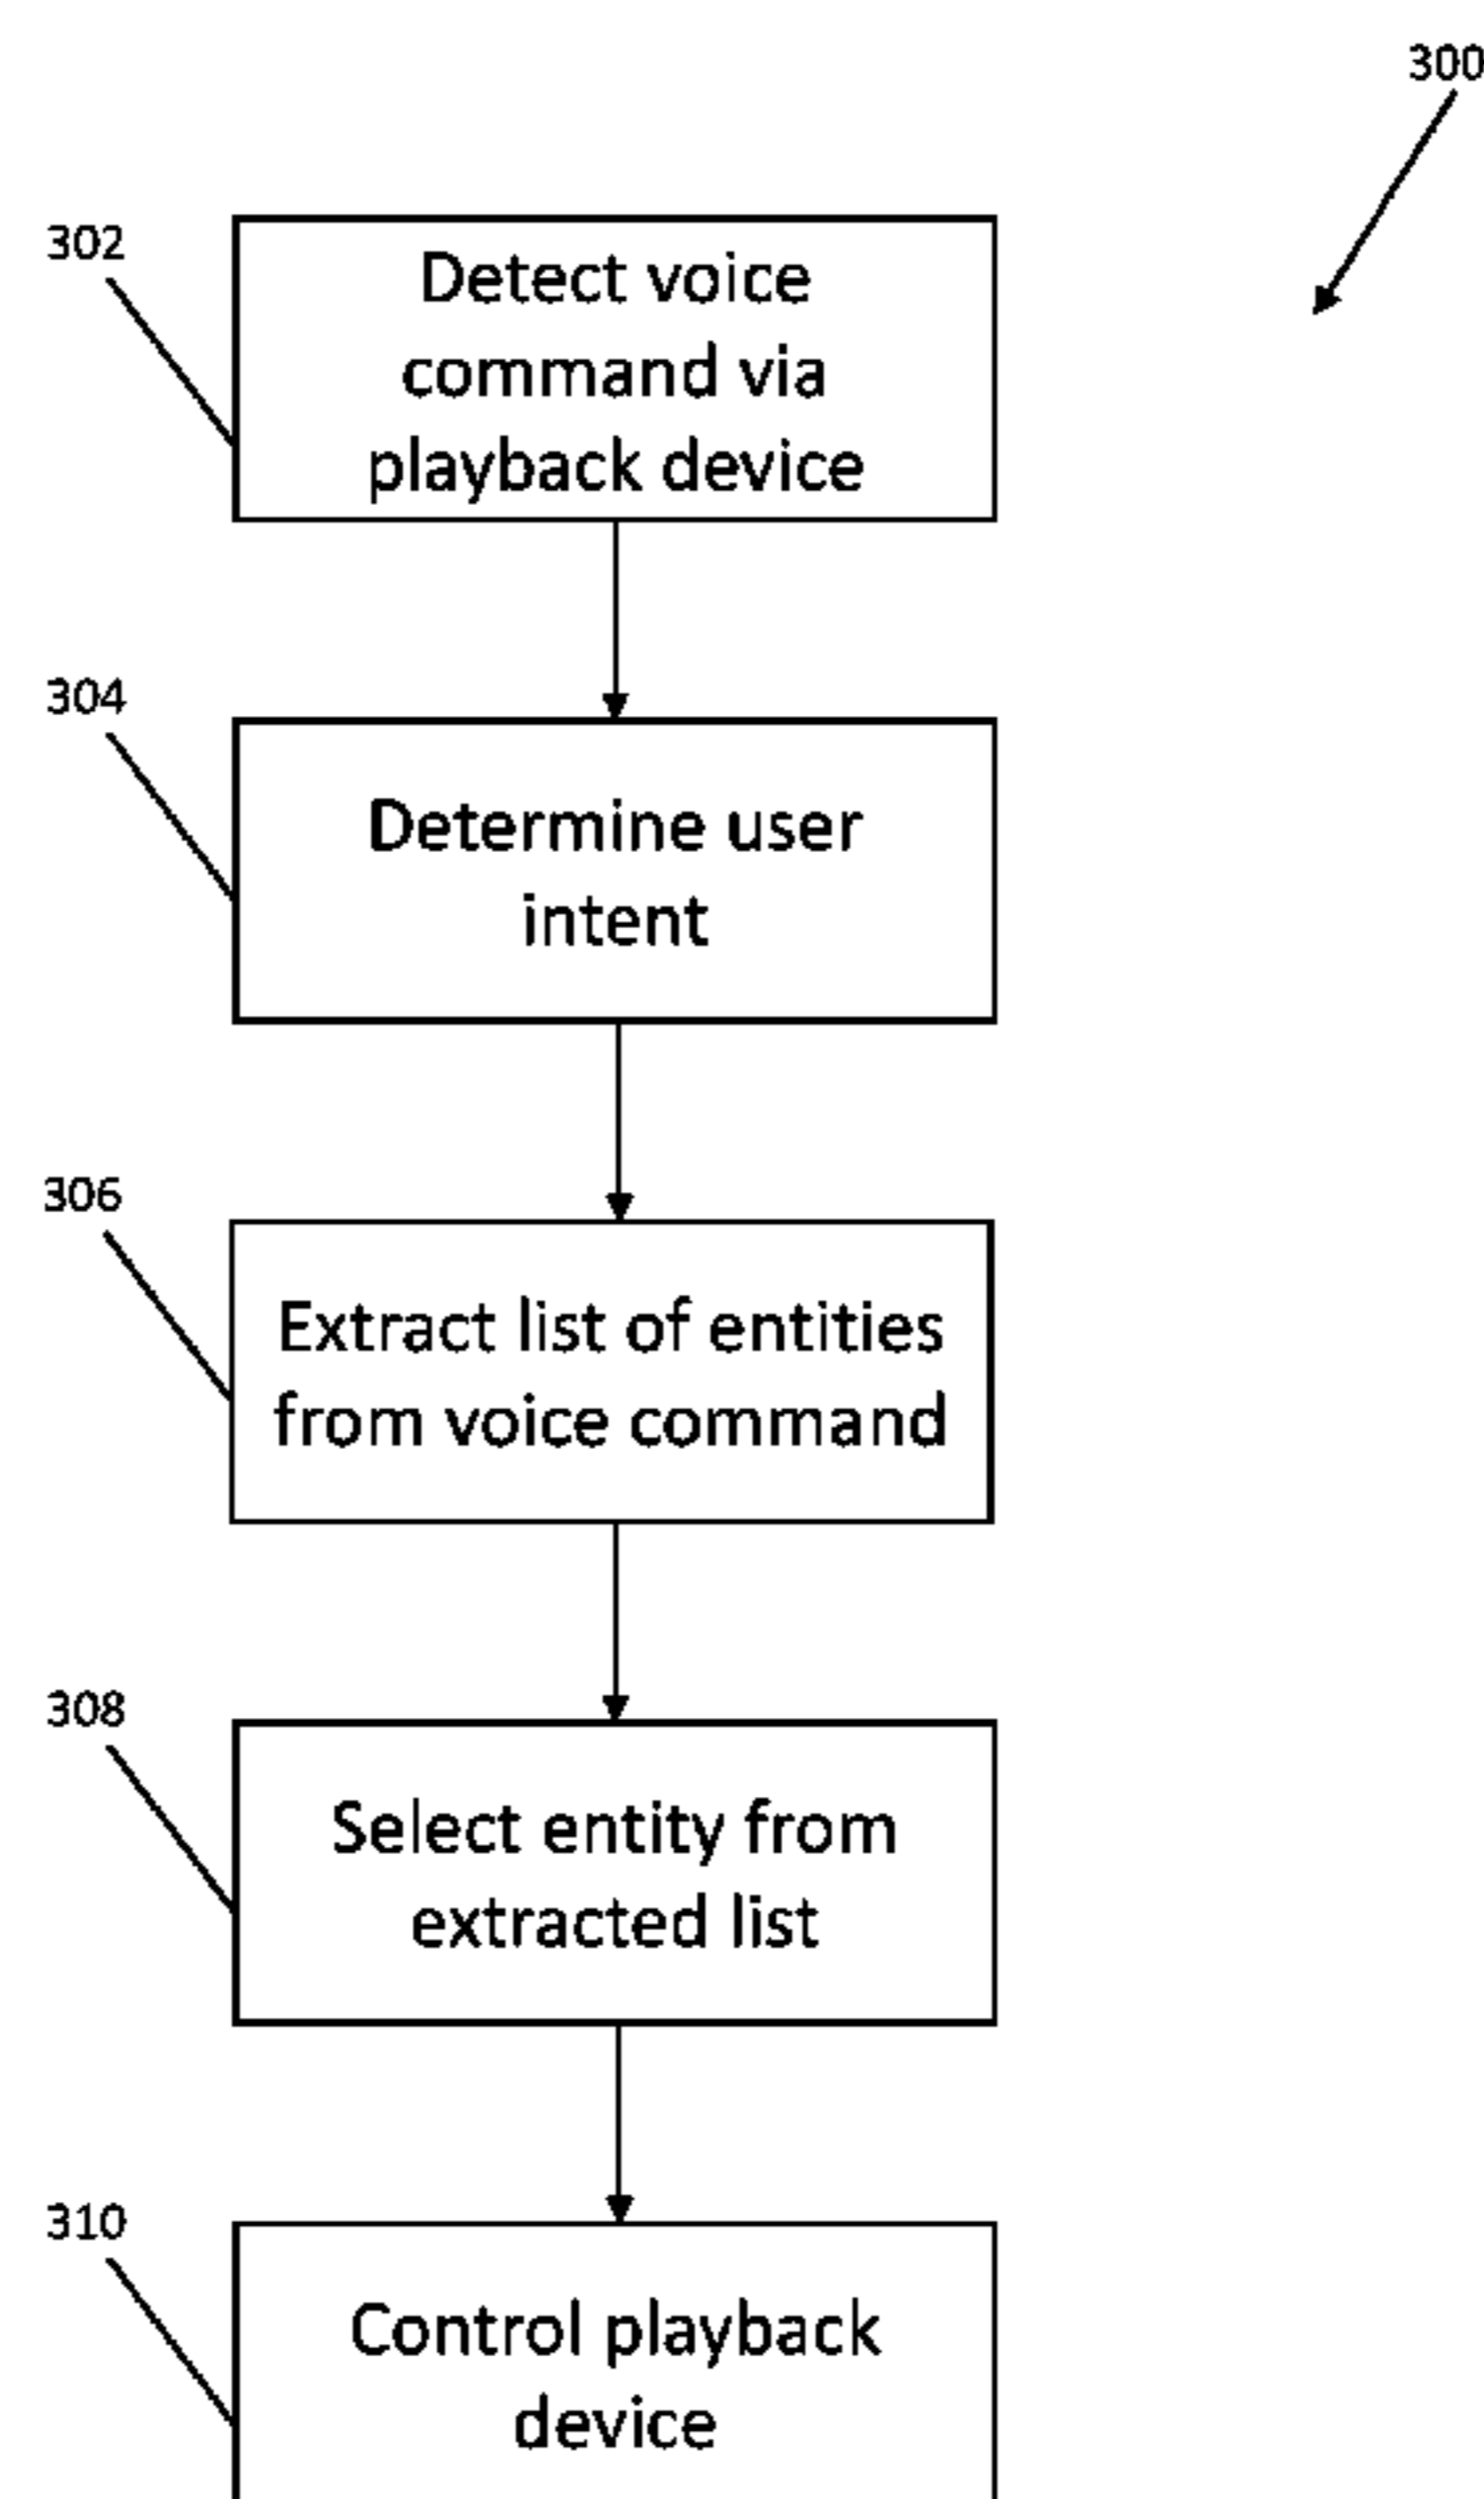 300
302
Detect voice
command via
playback device
304
Determine user
intent
306
Extract list of entities
from voice command
308
Select entity from
extracted list
310
Control playback
device